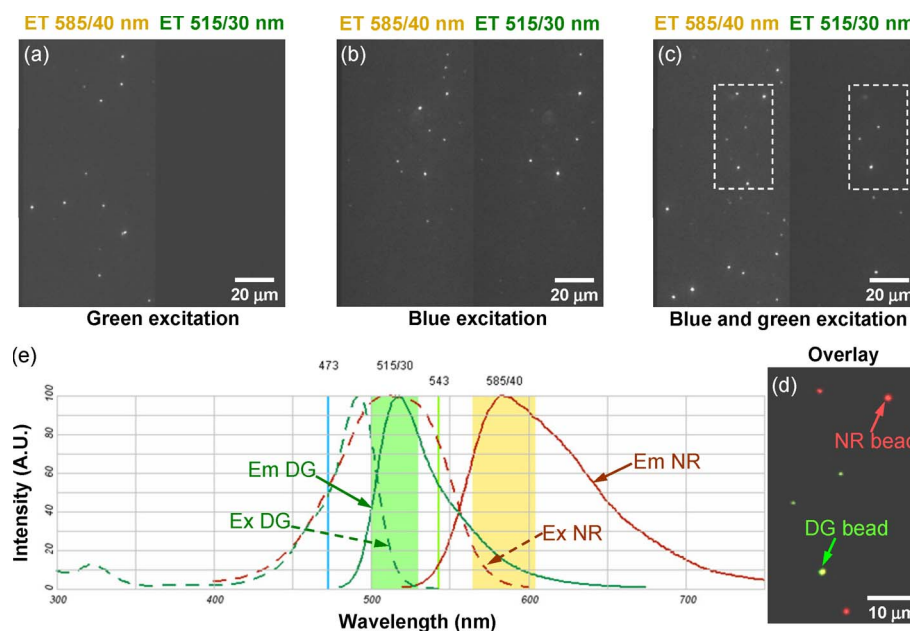 ET 585/40 nm ET 515/30 nm
ET 585/40 nm ET 515/30 nm
ET 585/40 nm ET 515/30 nm
(a)
(b)
(c)
20 μm
20 μm
20 μm
Green excitation
Blue excitation
Blue and green excitation
(e)
473
515/30
543
585/40
100
80
60
40
20
0
Intensity (A.U.)
Em DG
Ex DG
Em NR
Ex NR
300
400
500
600
700
Wavelength (nm)
Overlay
(d)
NR bead
DG bead
10 μm